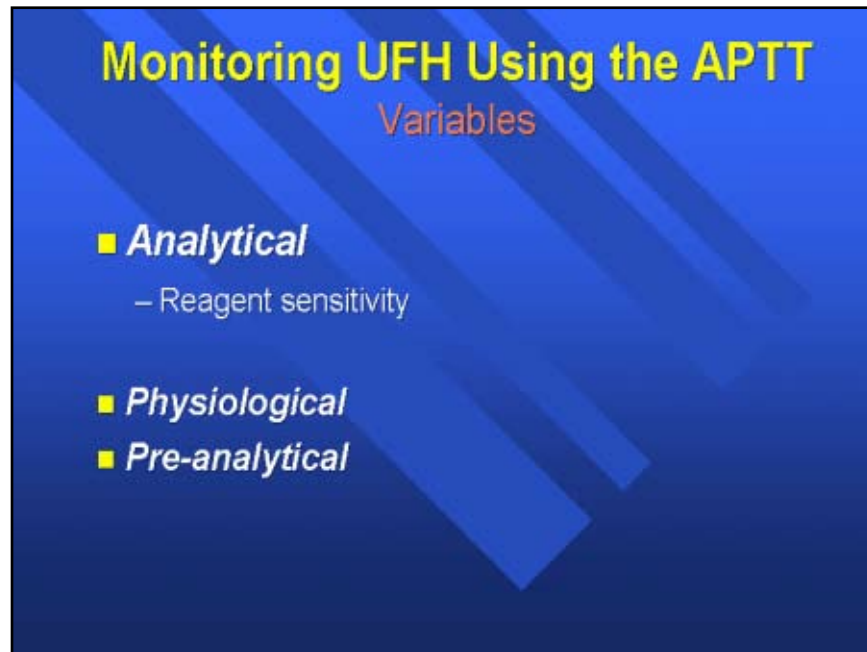 Monitoring UFH Using the APTT
Variables
Analytical
– Reagent sensitivity
Physiological
Pre-analytical